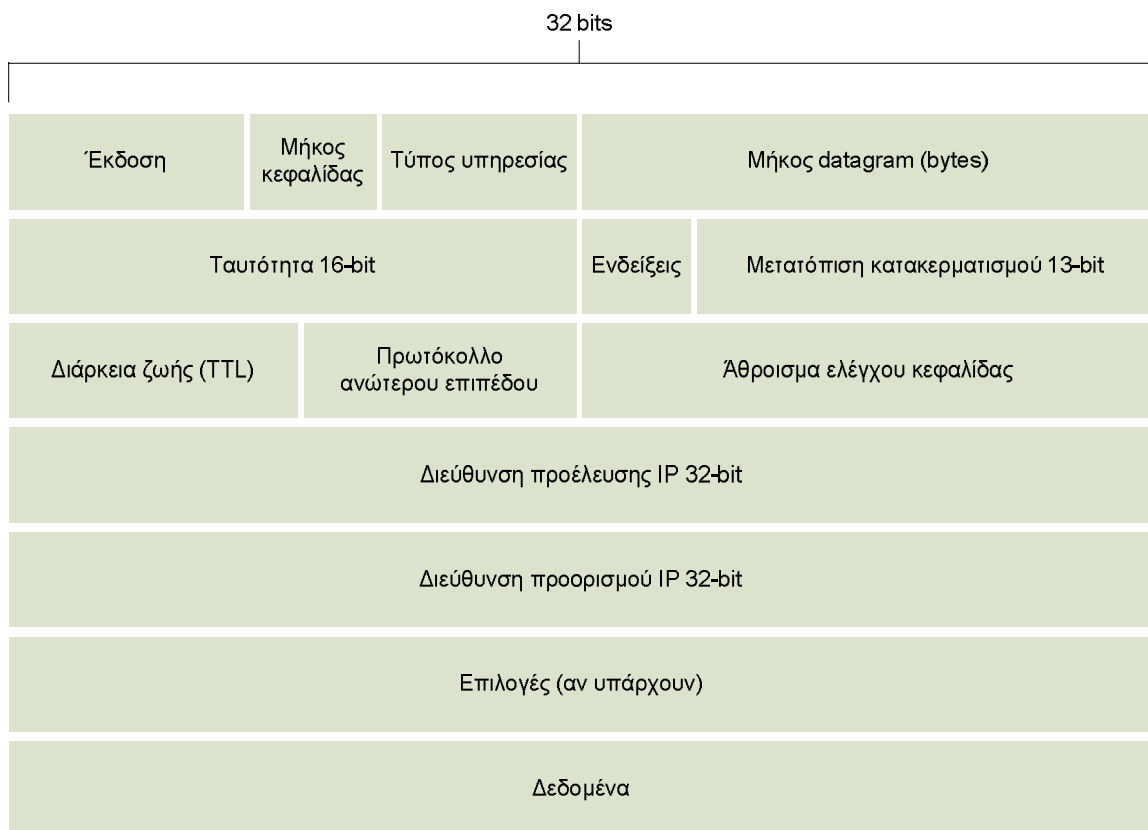 32 bits
Έκδοση
Μήκος
κεφαλίδας
Τύπος υπηρεσίας
Μήκος datagram (bytes)
Ταυτότητα 16-bit
Ενδείξεις
Μετατόπιση κατακερματισμού 13-bit
Διάρκεια ζωής (TTL)
Πρωτόκολλο
ανώτερου επιπέδου
Άθροισμα ελέγχου κεφαλίδας
Διεύθυνση προέλευσης IP 32-bit
Διεύθυνση προορισμού IP 32-bit
Επιλογές (αν υπάρχουν)
Δεδομένα